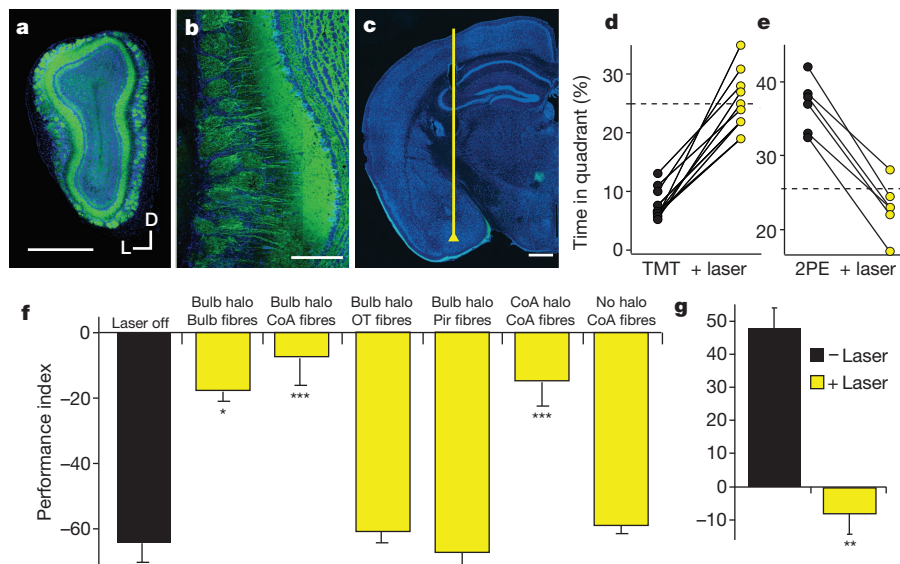 a
b
c
d
e
D
L
Time in quadrant (%)
30
20
10
0
40
30
20
TMT + laser
2PE + laser
f
Laser off
Bulb halo
Bulb fibres
Bulb halo
CoA fibres
Bulb halo
OT fibres
Bulb halo
Pir fibres
CoA halo
CoA fibres
No halo
CoA fibres
Performance index
0
−20
−40
−60
*
***
***
g
50
40
30
20
10
0
−10
− Laser
+ Laser
**